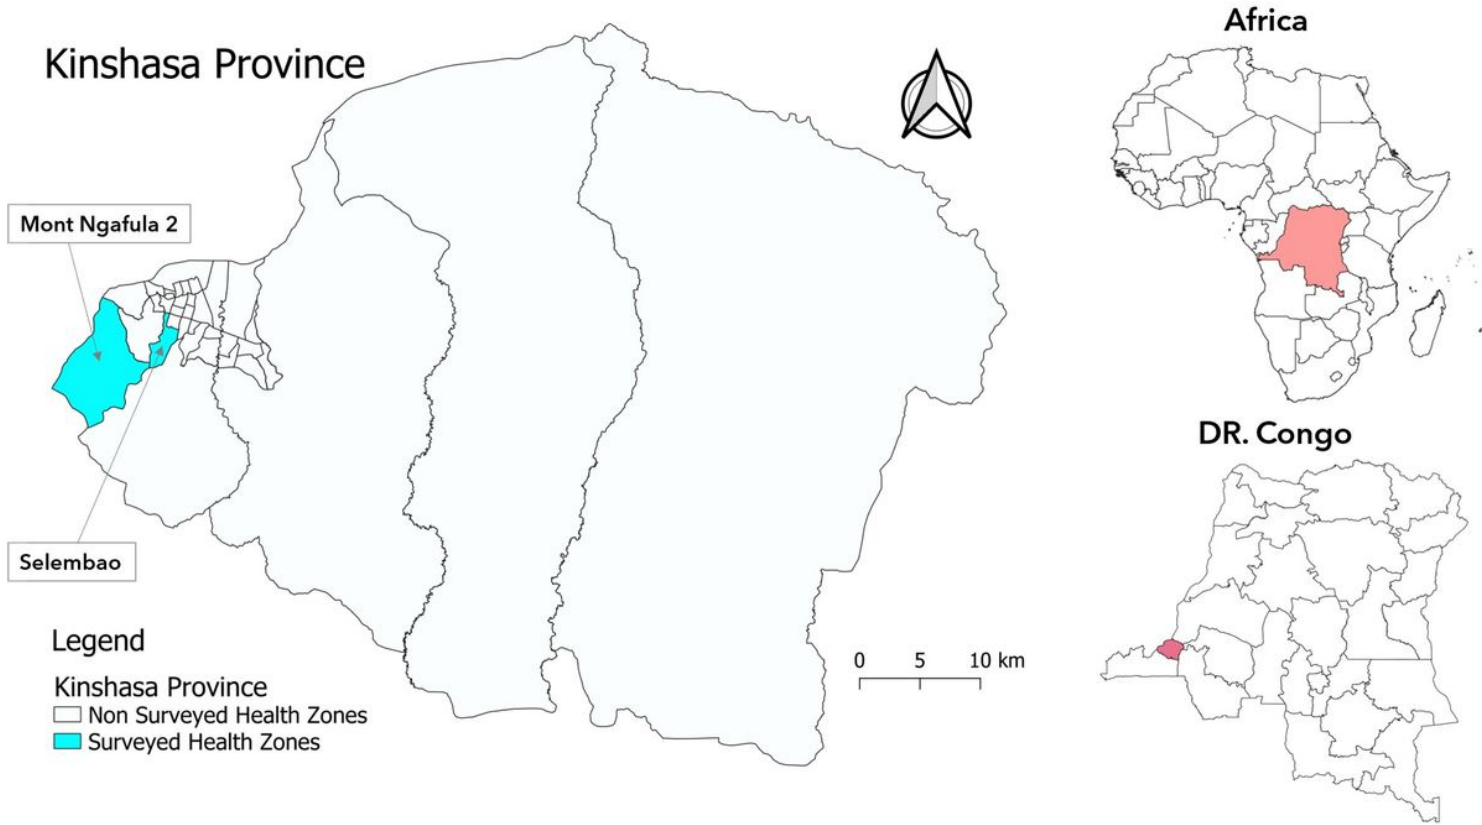 Kinshasa Province
Africa
Mont Ngafula 2
DR. Congo
Selembao
Legend
Kinshasa Province
Non Surveyed Health Zones
Surveyed Health Zones
0 5 10 km